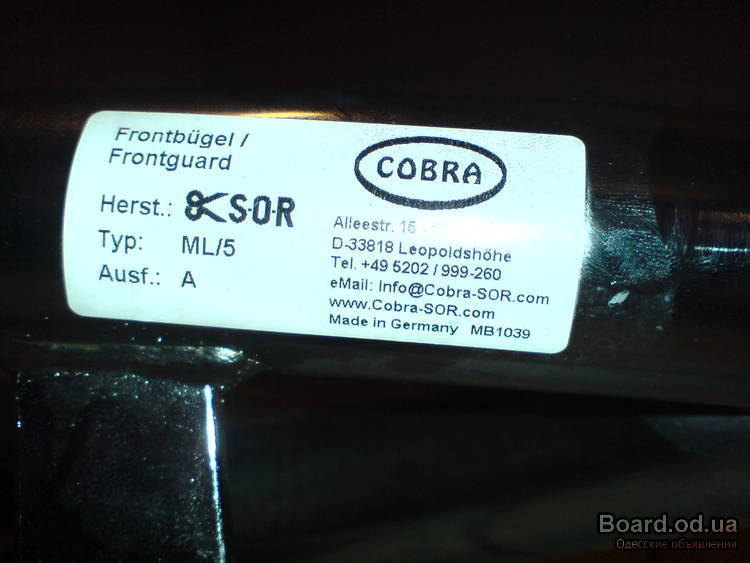 Frontbügel /
Frontguard
Herst.: S·O·R
Typ: ML/5
Ausf.: A
COBRA
Alleestr. 15 -
D-33818 Leopoldshöhe
Tel. +49 5202 / 999-260
eMail: Info@Cobra-SOR.com
www.Cobra-SOR.com
Made in Germany MB1039
Board.od.ua
Одесские объявления